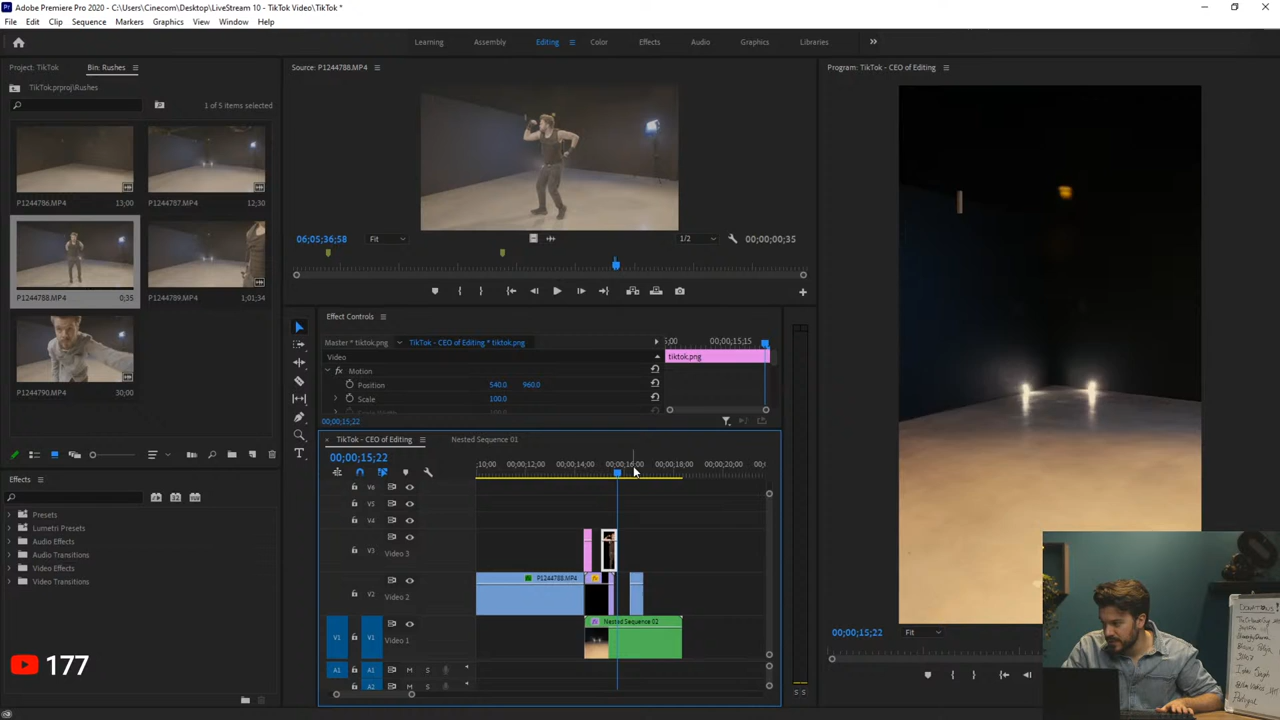 Adobe Premiere Pro 2020 - C:\Users\Cinecom\Desktop\LiveStream 10 - TikTok Video\TikTok *
File Edit Clip Sequence Markers Graphics View Window Help
Learning Assembly Editing Color Effects Audio Graphics Libraries
Project: TikTok Bin: Rushes
TikTok.prproj\Rushes
1 of 5 items selected
P1244786.MP4 13;00 P1244787.MP4 12;30
P1244788.MP4 0;35 P1244789.MP4 1;01;34
P1244790.MP4 30;00
Source: P1244788.MP4
06;05;36;58 Fit 1/2 00;00;00;35
Program: TikTok - CEO of Editing
00;00;15;22 Fit
Effect Controls
Master * tiktok.png TikTok - CEO of Editing * tiktok.png ;5;00 00;00;15;15
Video tiktok.png
Motion
Position 540.0 960.0
Scale 100.0
00;00;15;22
TikTok - CEO of Editing Nested Sequence 01
00;00;15;22
;10;00 00;00;12;00 00;00;14;00 00;00;16;00 00;00;18;00 00;00;20;00
V6
V5
V4
V3 Video 3
V2 Video 2
P1244788.MP4
V1 V1 Video 1
Nested Sequence 02
A1 M S
A2 M S
S S
Effects
Presets
Lumetri Presets
Audio Effects
Audio Transitions
Video Effects
Video Transitions
177